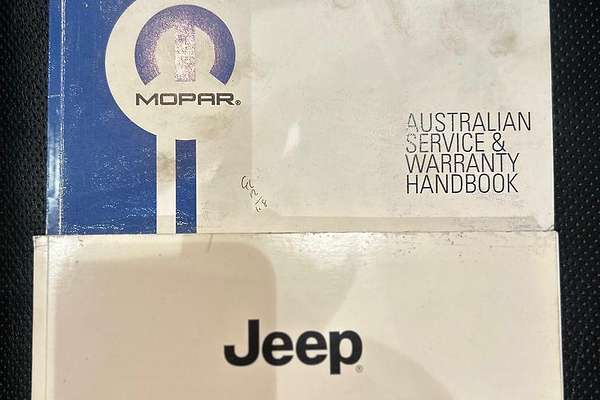 MOPAR®
AUSTRALIAN
SERVICE &
WARRANTY
HANDBOOK
Jeep®